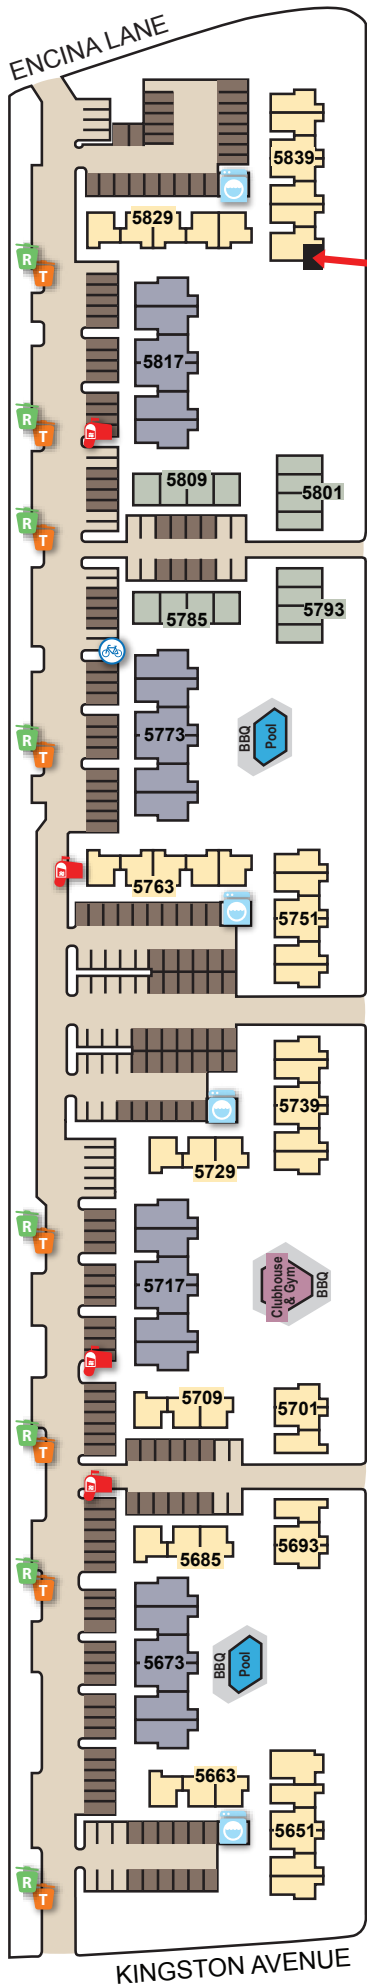 ENCINA LANE
5839
5829
R
T
5817
R
T
5809
5801
R
T
5785
5793
5773
BBQ
Pool
R
T
5763
5751
5739
5729
R
T
5717
Clubhouse
& Gym
BBQ
5709
5701
R
T
5693
5685
R
T
5673
BBQ
Pool
5663
5651
R
T
KINGSTON AVENUE